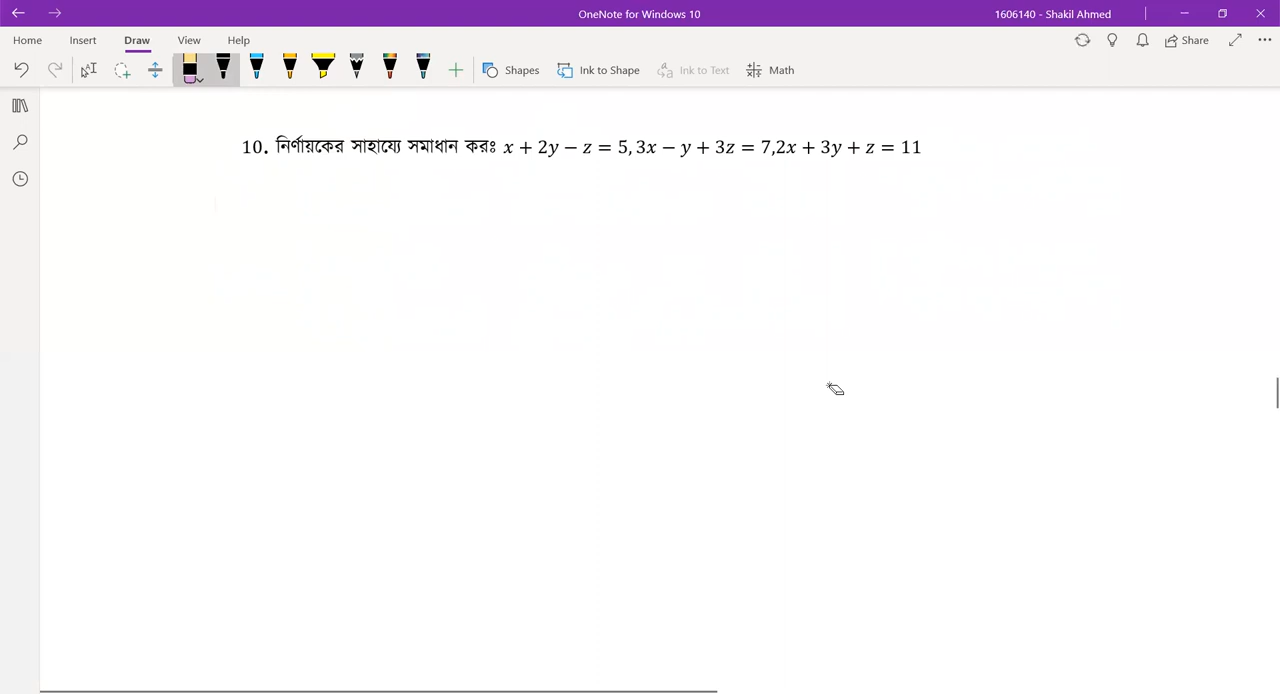 OneNote for Windows 10
1606140 - Shakil Ahmed
Home Insert Draw View Help
Share
Shapes Ink to Shape Ink to Text Math
10. নির্ণায়কের সাহায্যে সমাধান করঃ x + 2y − z = 5, 3x − y + 3z = 7,2x + 3y + z = 11